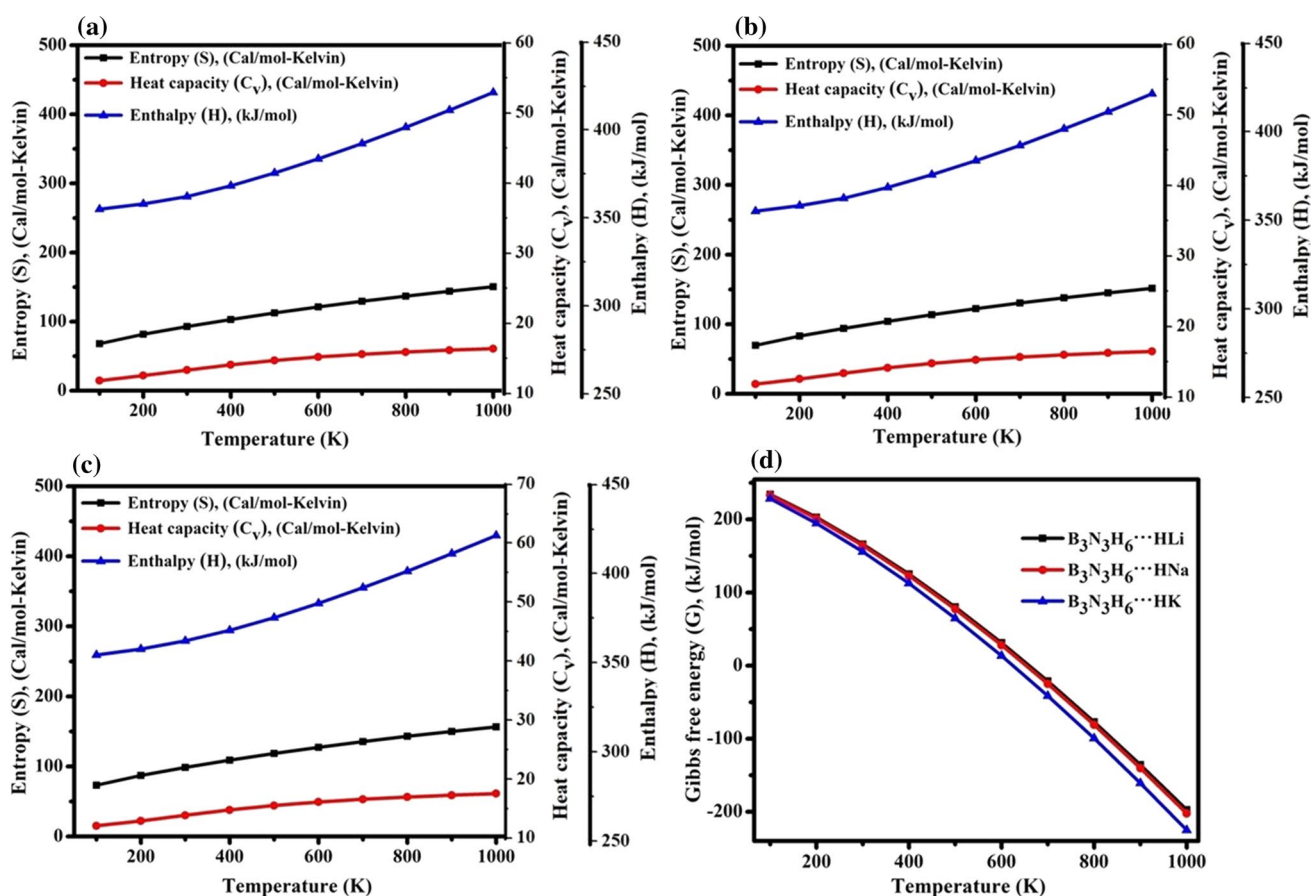 (a)
500
400
300
200
100
0
Entropy (S), (Cal/mol-Kelvin)
Entropy (S), (Cal/mol-Kelvin)
Heat capacity (Cv), (Cal/mol-Kelvin)
Enthalpy (H), (kJ/mol)
200
400
600
800
1000
Temperature (K)
60
50
40
30
20
10
Heat capacity (Cv), (Cal/mol-Kelvin)
450
400
350
300
250
Enthalpy (H), (kJ/mol)
(b)
500
400
300
200
100
0
Entropy (S), (Cal/mol-Kelvin)
Entropy (S), (Cal/mol-Kelvin)
Heat capacity (Cv), (Cal/mol-Kelvin)
Enthalpy (H), (kJ/mol)
200
400
600
800
1000
Temperature (K)
60
50
40
30
20
10
Heat capacity (Cv), (Cal/mol-Kelvin)
450
400
350
300
250
Enthalpy (H), (kJ/mol)
(c)
500
400
300
200
100
0
Entropy (S), (Cal/mol-Kelvin)
Entropy (S), (Cal/mol-Kelvin)
Heat capacity (Cv), (Cal/mol-Kelvin)
Enthalpy (H), (kJ/mol)
200
400
600
800
1000
Temperature (K)
70
60
50
40
30
20
10
Heat capacity (Cv), (Cal/mol-Kelvin)
450
400
350
300
250
Enthalpy (H), (kJ/mol)
(d)
200
100
0
-100
-200
Gibbs free energy (G), (kJ/mol)
B3N3H6···HLi
B3N3H6···HNa
B3N3H6···HK
200
400
600
800
1000
Temperature (K)